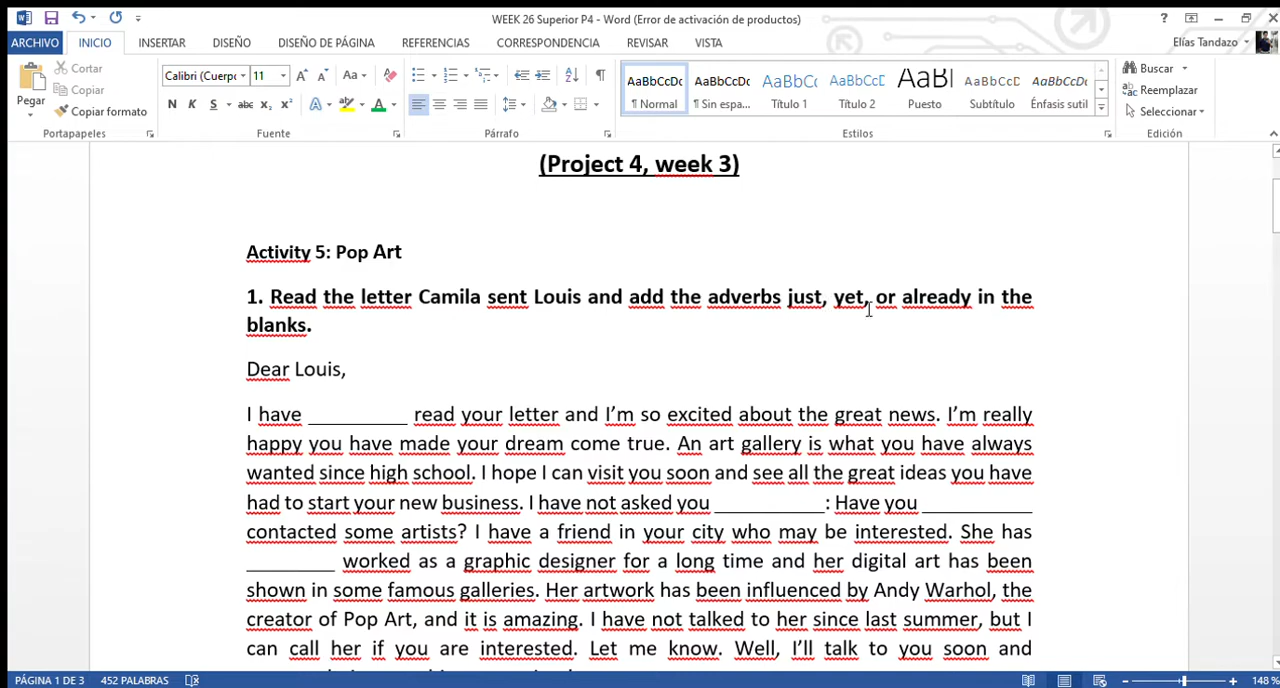 WEEK 26 Superior P4 - Word (Error de activación de productos)
ARCHIVO INICIO INSERTAR DISEÑO DISEÑO DE PÁGINA REFERENCIAS CORRESPONDENCIA REVISAR VISTA Elías Tandazo
Pegar
Cortar
Copiar
Copiar formato
Portapapeles
Calibri (Cuerpo 11
N K S abc x₂ x²
Fuente
Párrafo
AaBbCcDc AaBbCcDc AaBbCc AaBbCcC AaBl AaBbCcD AaBbCcDc
¶ Normal ¶ Sin espa... Título 1 Título 2 Puesto Subtítulo Énfasis sutil
Estilos
Buscar
Reemplazar
Seleccionar
Edición
(Project 4, week 3)
Activity 5: Pop Art
1. Read the letter Camila sent Louis and add the adverbs just, yet, or already in the
blanks.
Dear Louis,
I have _________ read your letter and I’m so excited about the great news. I’m really
happy you have made your dream come true. An art gallery is what you have always
wanted since high school. I hope I can visit you soon and see all the great ideas you have
had to start your new business. I have not asked you __________: Have you __________
contacted some artists? I have a friend in your city who may be interested. She has
________ worked as a graphic designer for a long time and her digital art has been
shown in some famous galleries. Her artwork has been influenced by Andy Warhol, the
creator of Pop Art, and it is amazing. I have not talked to her since last summer, but I
can call her if you are interested. Let me know. Well, I’ll talk to you soon and
PÁGINA 1 DE 3 452 PALABRAS 148 %